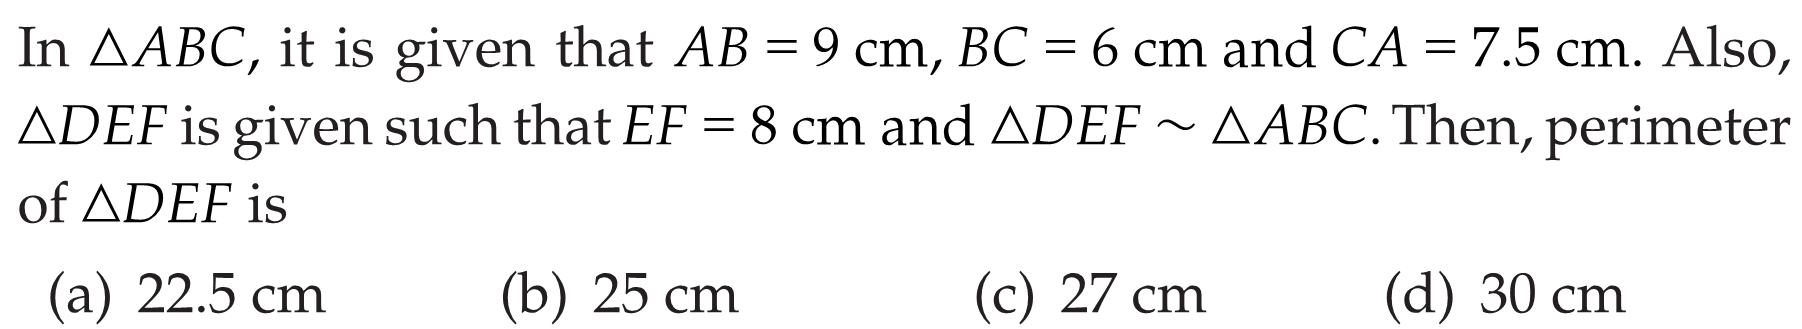 In △ABC, it is given that AB = 9 cm, BC = 6 cm and CA = 7.5 cm. Also,
△DEF is given such that EF = 8 cm and △DEF ~ △ABC. Then, perimeter
of △DEF is
(a) 22.5 cm (b) 25 cm (c) 27 cm (d) 30 cm